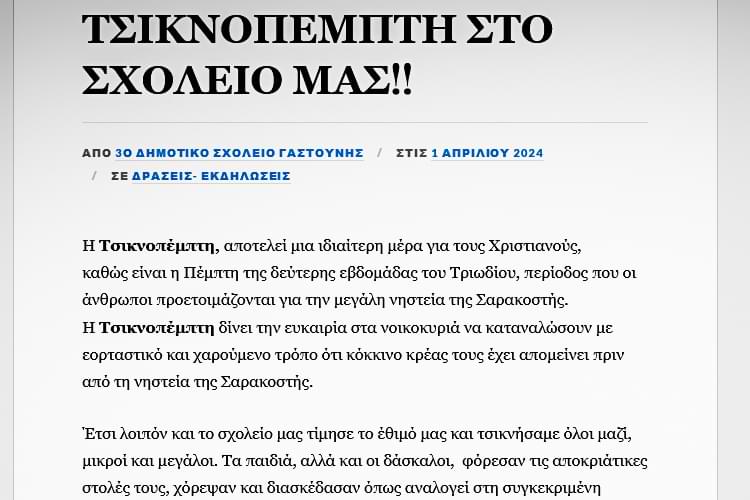 ΤΣΙΚΝΟΠΕΜΠΤΗ ΣΤΟ
ΣΧΟΛΕΙΟ ΜΑΣ!!
ΑΠΟ 3Ο ΔΗΜΟΤΙΚΟ ΣΧΟΛΕΙΟ ΓΑΣΤΟΥΝΗΣ / ΣΤΙΣ 1 ΑΠΡΙΛΙΟΥ 2024
/ ΣΕ ΔΡΑΣΕΙΣ- ΕΚΔΗΛΩΣΕΙΣ
Η Τσικνοπέμπτη, αποτελεί μια ιδιαίτερη μέρα για τους Χριστιανούς,
καθώς είναι η Πέμπτη της δεύτερης εβδομάδας του Τριωδίου, περίοδος που οι
άνθρωποι προετοιμάζονται για την μεγάλη νηστεία της Σαρακοστής.
Η Τσικνοπέμπτη δίνει την ευκαιρία στα νοικοκυριά να καταναλώσουν με
εορταστικό και χαρούμενο τρόπο ότι κόκκινο κρέας τους έχει απομείνει πριν
από τη νηστεία της Σαρακοστής.
Έτσι λοιπόν και το σχολείο μας τίμησε το έθιμό μας και τσικνήσαμε όλοι μαζί,
μικροί και μεγάλοι. Τα παιδιά, αλλά και οι δάσκαλοι, φόρεσαν τις αποκριάτικες
στολές τους, χόρεψαν και διασκέδασαν όπως αναλογεί στη συγκεκριμένη